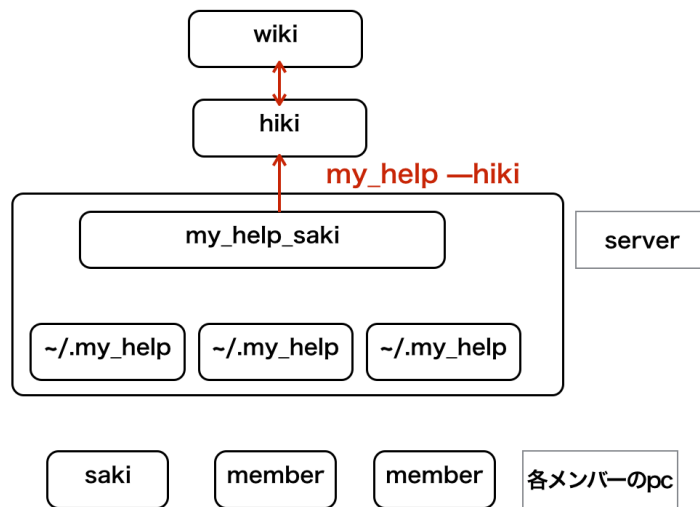 wiki
hiki
my_help —hiki
my_help_saki
server
~/.my_help
~/.my_help
~/.my_help
saki
member
member
各メンバーのpc